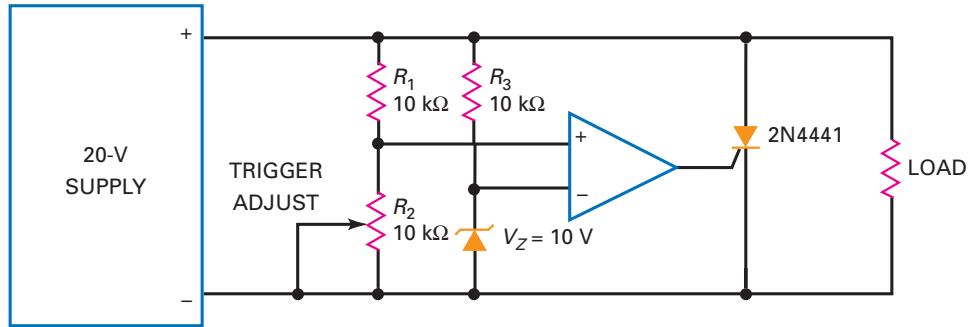 +
20-V
SUPPLY
−
TRIGGER
ADJUST
R1
10 kΩ
R2
10 kΩ
R3
10 kΩ
VZ = 10 V
+
−
2N4441
LOAD